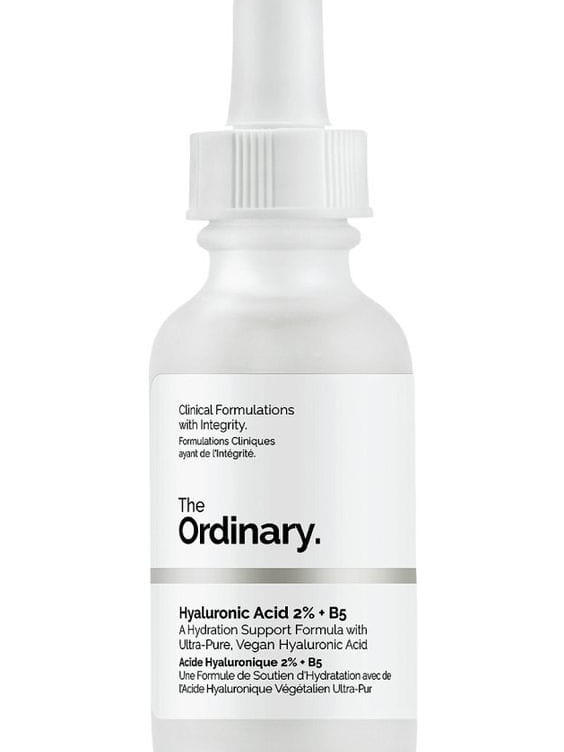 Clinical Formulations
with Integrity.
Formulations Cliniques
ayant de l'Intégrité.
The
Ordinary.
Hyaluronic Acid 2% + B5
A Hydration Support Formula with
Ultra-Pure, Vegan Hyaluronic Acid
Acide Hyaluronique 2% + B5
Une Formule de Soutien d'Hydratation avec de
l'Acide Hyaluronique Végétalien Ultra-Pur